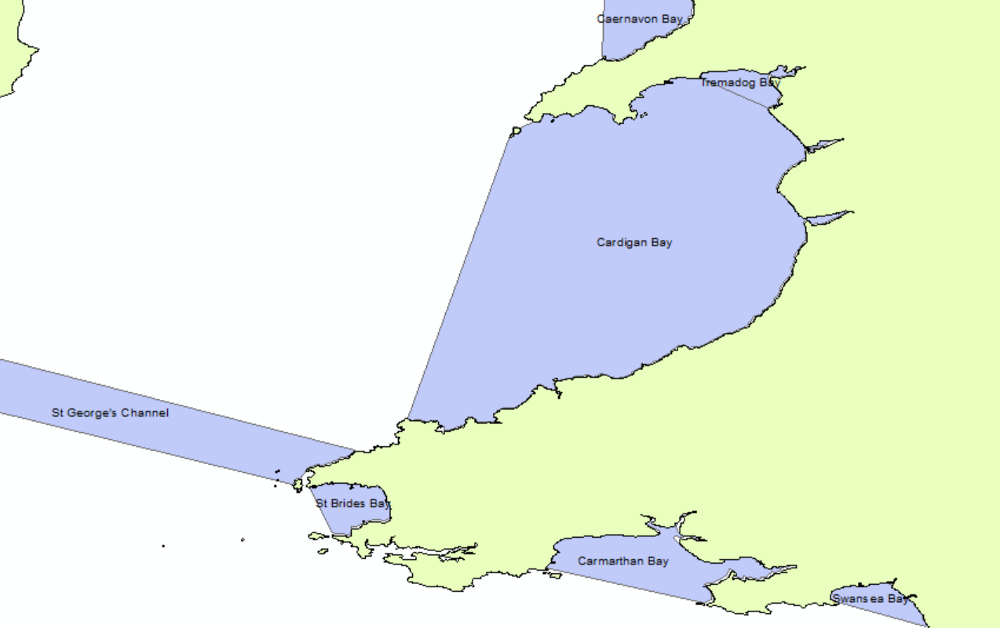 Caernavon Bay
Tremadog Bay
Cardigan Bay
St George's Channel
St Brides Bay
Carmarthan Bay
Swansea Bay